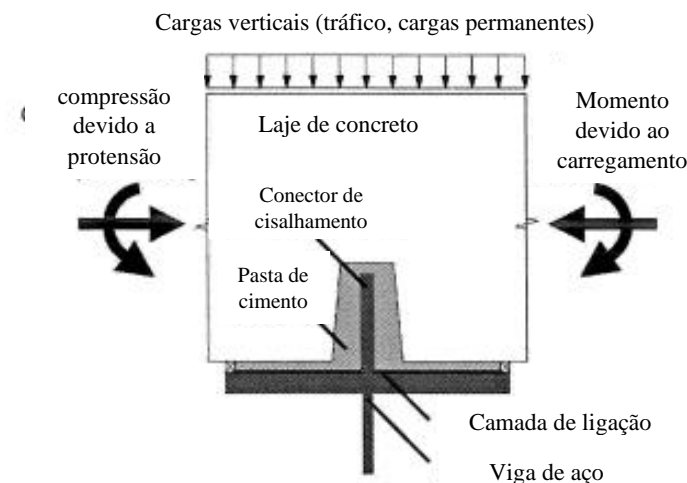 Cargas verticais (tráfico, cargas permanentes)
compressão
devido a
protensão
Laje de concreto
Momento
devido ao
carregamento
Conector de
cisalhamento
Pasta de
cimento
Camada de ligação
Viga de aço